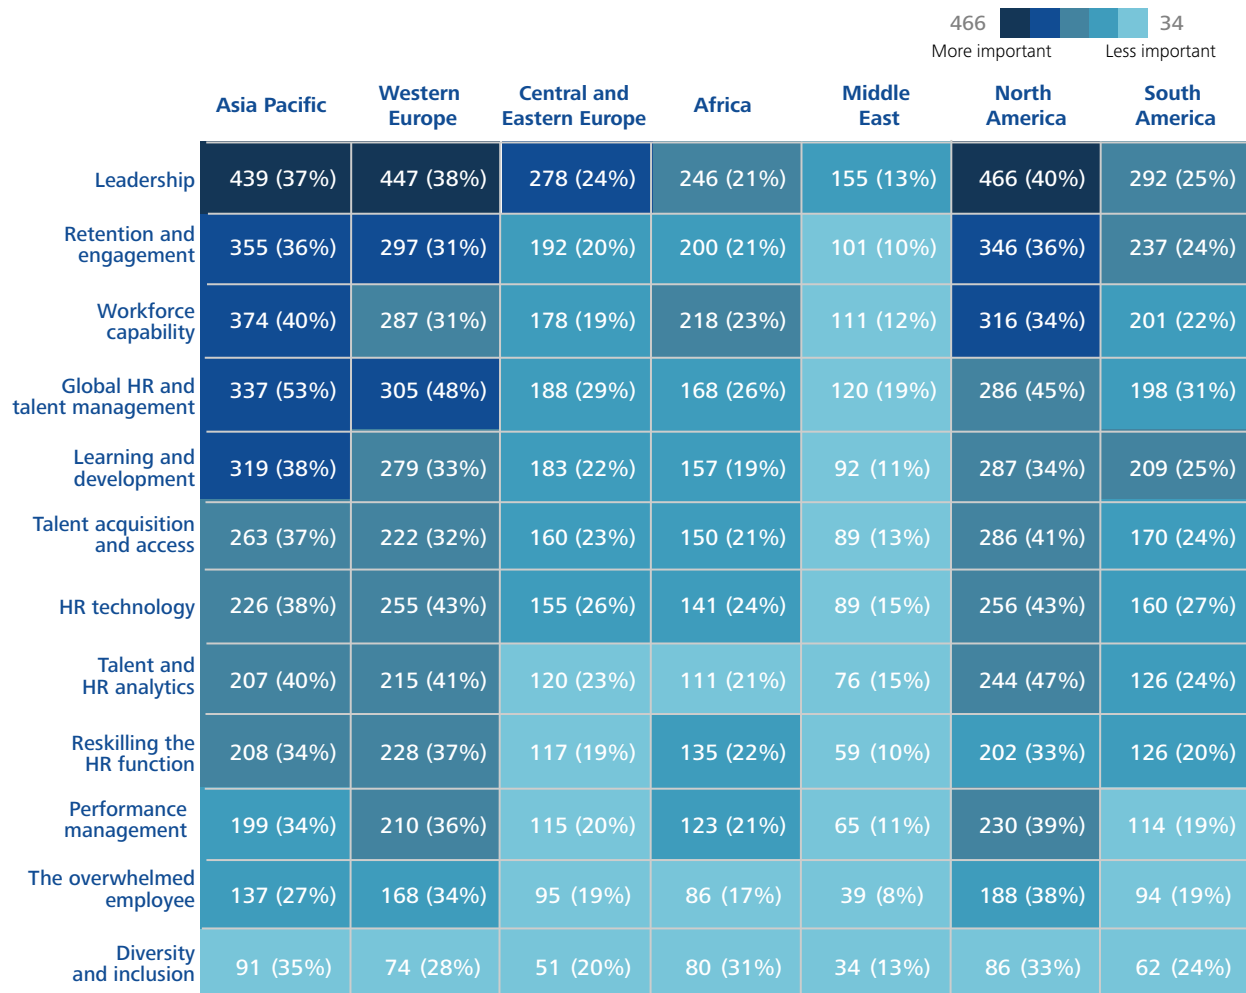 466 34
More important Less important
Asia Pacific Western Europe Central and Eastern Europe Africa Middle East North America South America
Leadership 439 (37%) 447 (38%) 278 (24%) 246 (21%) 155 (13%) 466 (40%) 292 (25%)
Retention and engagement 355 (36%) 297 (31%) 192 (20%) 200 (21%) 101 (10%) 346 (36%) 237 (24%)
Workforce capability 374 (40%) 287 (31%) 178 (19%) 218 (23%) 111 (12%) 316 (34%) 201 (22%)
Global HR and talent management 337 (53%) 305 (48%) 188 (29%) 168 (26%) 120 (19%) 286 (45%) 198 (31%)
Learning and development 319 (38%) 279 (33%) 183 (22%) 157 (19%) 92 (11%) 287 (34%) 209 (25%)
Talent acquisition and access 263 (37%) 222 (32%) 160 (23%) 150 (21%) 89 (13%) 286 (41%) 170 (24%)
HR technology 226 (38%) 255 (43%) 155 (26%) 141 (24%) 89 (15%) 256 (43%) 160 (27%)
Talent and HR analytics 207 (40%) 215 (41%) 120 (23%) 111 (21%) 76 (15%) 244 (47%) 126 (24%)
Reskilling the HR function 208 (34%) 228 (37%) 117 (19%) 135 (22%) 59 (10%) 202 (33%) 126 (20%)
Performance management 199 (34%) 210 (36%) 115 (20%) 123 (21%) 65 (11%) 230 (39%) 114 (19%)
The overwhelmed employee 137 (27%) 168 (34%) 95 (19%) 86 (17%) 39 (8%) 188 (38%) 94 (19%)
Diversity and inclusion 91 (35%) 74 (28%) 51 (20%) 80 (31%) 34 (13%) 86 (33%) 62 (24%)